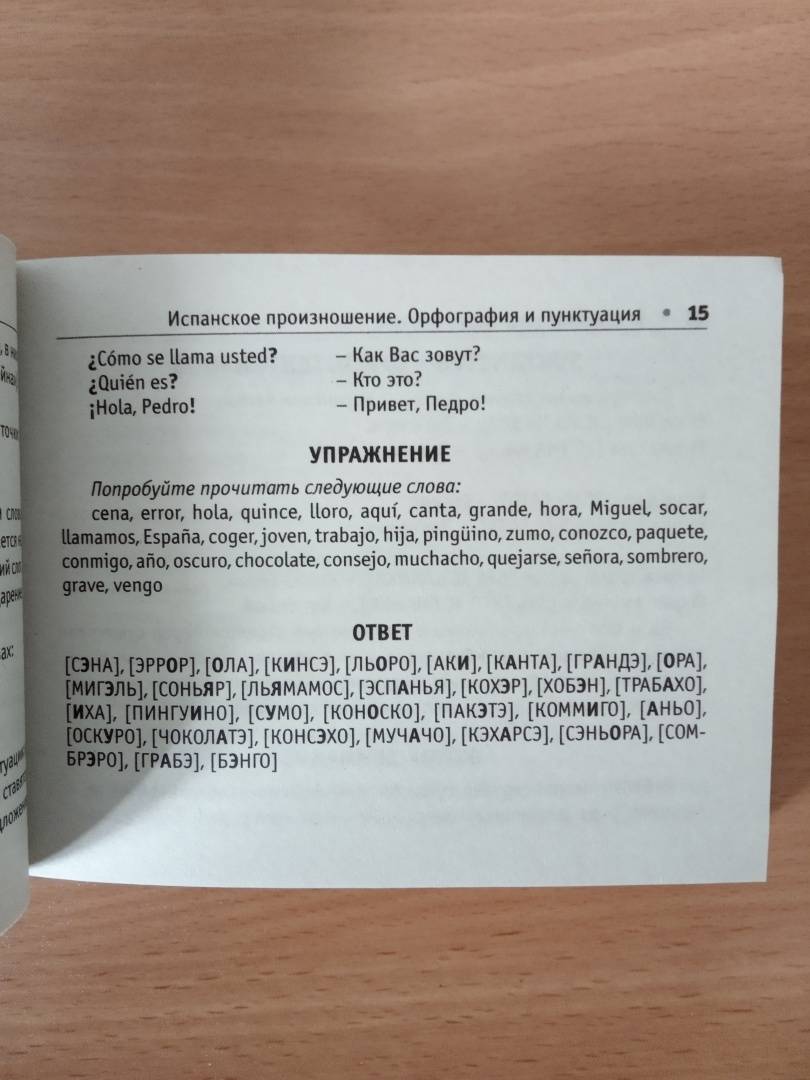 Испанское произношение. Орфография и пунктуация • 15
¿Cómo se llama usted? – Как Вас зовут?
¿Quién es? – Кто это?
¡Hola, Pedro! – Привет, Педро!
УПРАЖНЕНИЕ
Попробуйте прочитать следующие слова:
cena, error, hola, quince, lloro, aquí, canta, grande, hora, Miguel, socar,
llamamos, España, coger, joven, trabajo, hija, pingüino, zumo, conozco, paquete,
conmigo, año, oscuro, chocolate, consejo, muchacho, quejarse, señora, sombrero,
grave, vengo
ОТВЕТ
[СЭНА], [ЭРРОР], [ОЛА], [КИНСЭ], [ЛЬОРО], [АКИ], [КАНТА], [ГРАНДЭ], [ОРА],
[МИГЭЛЬ], [СОНЬЯР], [ЛЬЯМАМОС], [ЭСПАНЬЯ], [КОХЭР], [ХОБЭН], [ТРАБАХО],
[ИХА], [ПИНГУИНО], [СУМО], [КОНОСКО], [ПАКЭТЭ], [КОММИГО], [АНЬО],
[ОСКУРО], [ЧОКОЛАТЭ], [КОНСЭХО], [МУЧАЧО], [КЭХАРСЭ], [СЭНЬОРА], [СОМ-
БРЭРО], [ГРАБЭ], [БЭНГО]